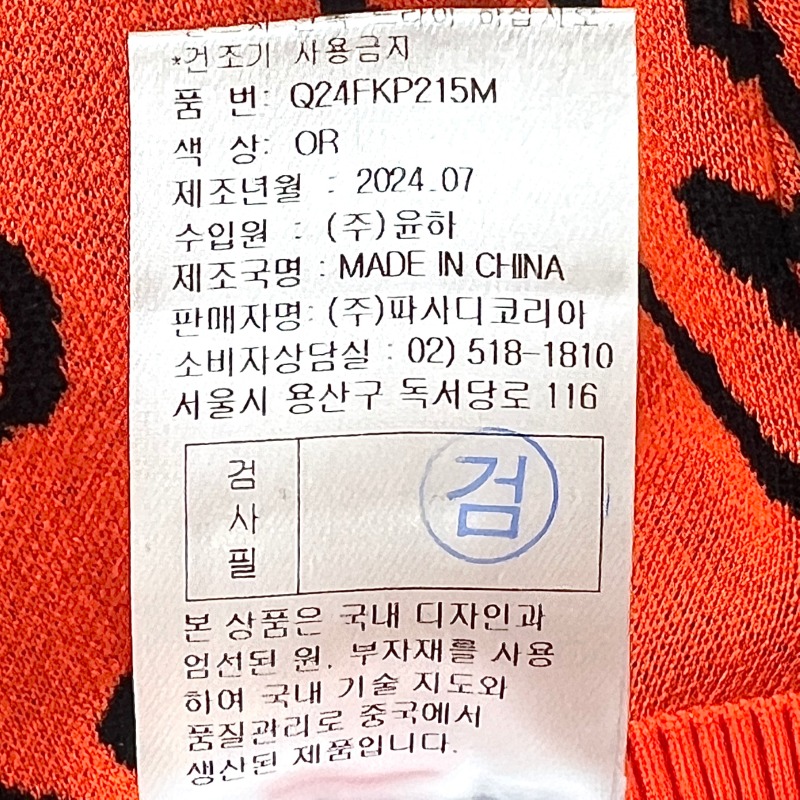 *건조기 사용금지
품 번: Q24FKP215M
색 상: OR
제조년월 : 2024.07
수입원 : (주)윤하
제조국명 : MADE IN CHINA
판매자명: (주)파사디코리아
소비자상담실 : 02) 518-1810
서울시 용산구 독서당로 116
검사필
검
본 상품은 국내 디자인과
엄선된 원, 부자재를 사용
하여 국내 기술 지도와
품질관리로 중국에서
생산된 제품입니다.